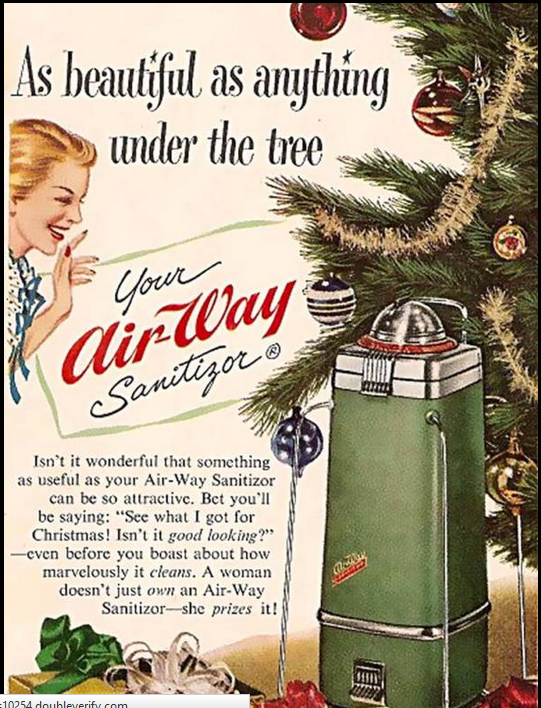 As beautiful as anything
under the tree
Your
Air-Way
Sanitizor®
Isn't it wonderful that something
as useful as your Air-Way Sanitizor
can be so attractive. Bet you'll
be saying: "See what I got for
Christmas! Isn't it good looking?"
—even before you boast about how
marvelously it cleans. A woman
doesn't just own an Air-Way
Sanitizor—she prizes it!
Air-Way
s10254.doubleverify.com